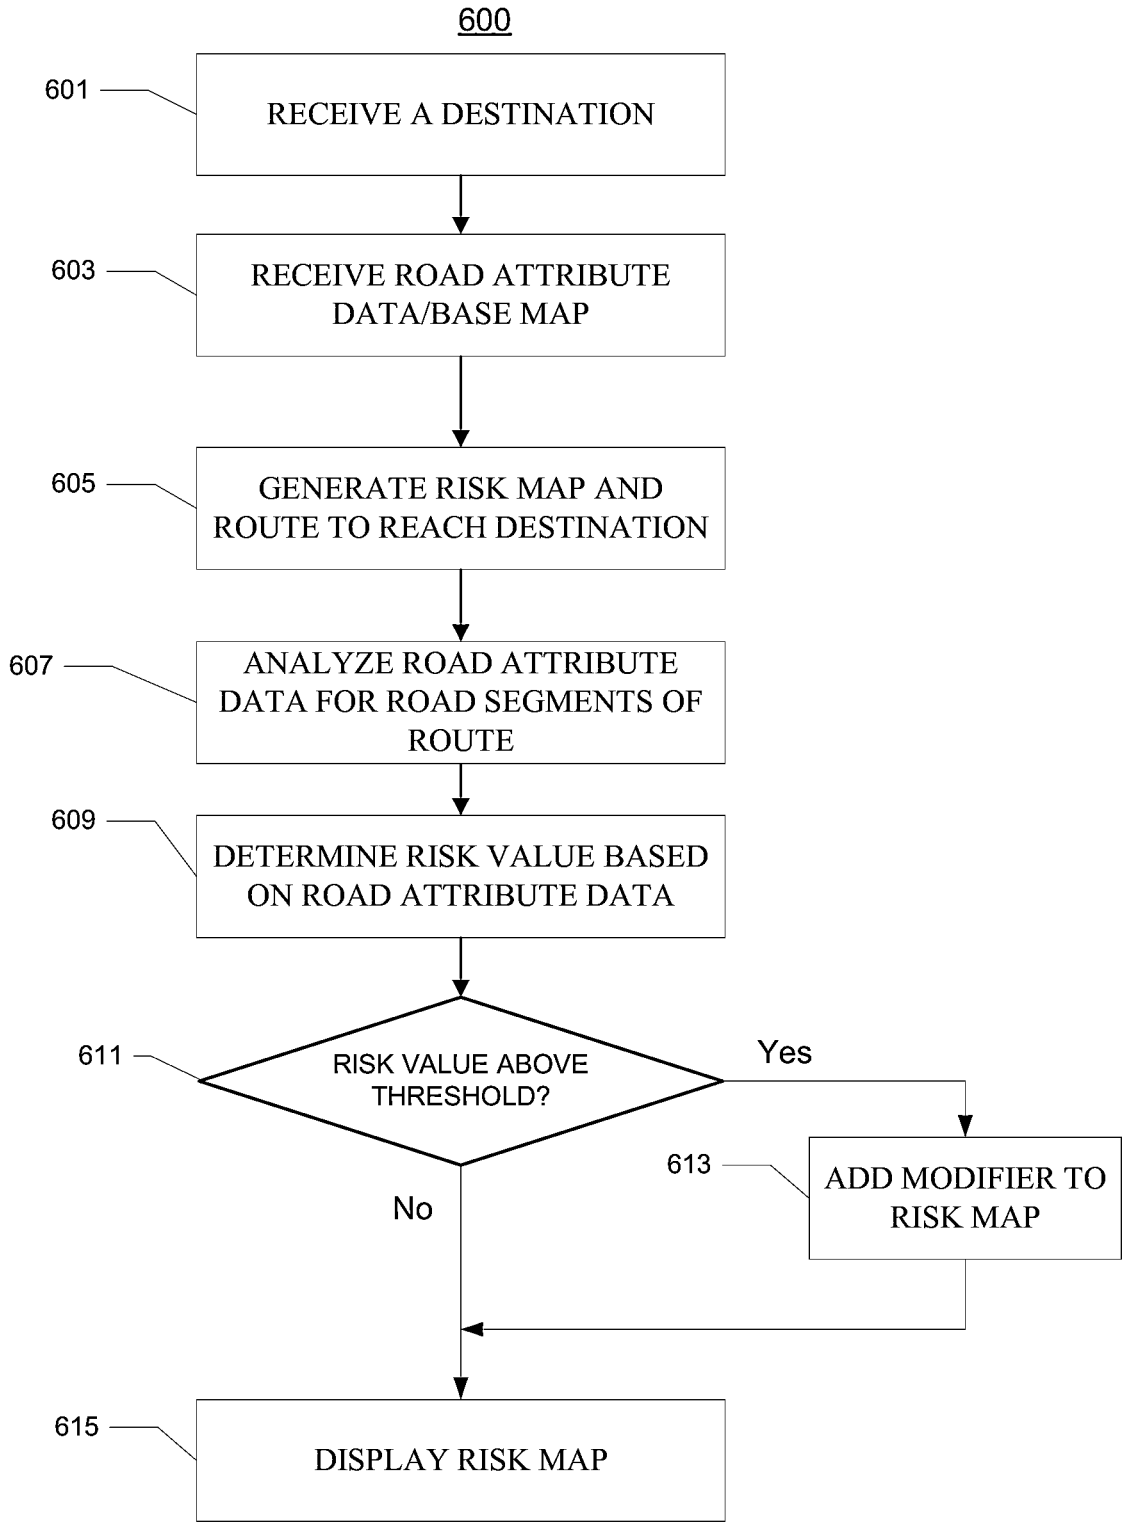 600
601
RECEIVE A DESTINATION
603
RECEIVE ROAD ATTRIBUTE
DATA/BASE MAP
605
GENERATE RISK MAP AND
ROUTE TO REACH DESTINATION
607
ANALYZE ROAD ATTRIBUTE
DATA FOR ROAD SEGMENTS OF
ROUTE
609
DETERMINE RISK VALUE BASED
ON ROAD ATTRIBUTE DATA
611
RISK VALUE ABOVE
THRESHOLD?
Yes
613
ADD MODIFIER TO
RISK MAP
No
615
DISPLAY RISK MAP